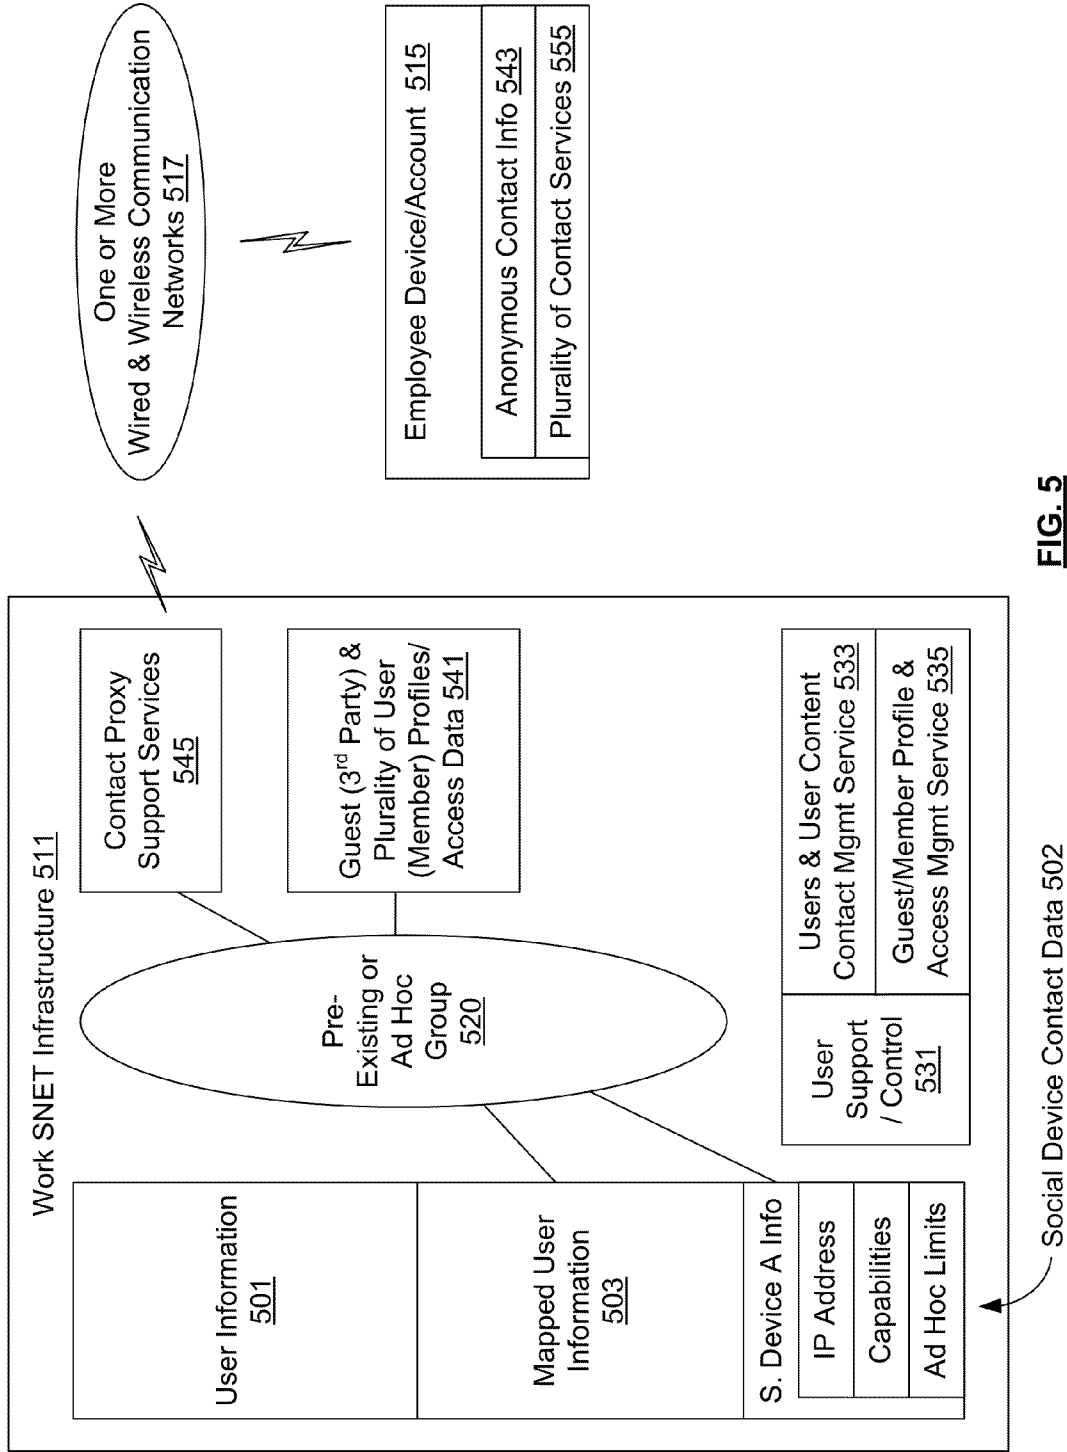 Work SNET Infrastructure 511
User Information
501
Mapped User
Information
503
S. Device A Info
IP Address
Capabilities
Ad Hoc Limits
Social Device Contact Data 502
Pre-
Existing or
Ad Hoc
Group
520
User
Support
/ Control
531
Contact Proxy
Support Services
545
Guest (3rd Party) &
Plurality of User
(Member) Profiles/
Access Data 541
Users & User Content
Contact Mgmt Service 533
Guest/Member Profile &
Access Mgmt Service 535
One or More
Wired & Wireless Communication
Networks 517
Employee Device/Account 515
Anonymous Contact Info 543
Plurality of Contact Services 555
FIG. 5